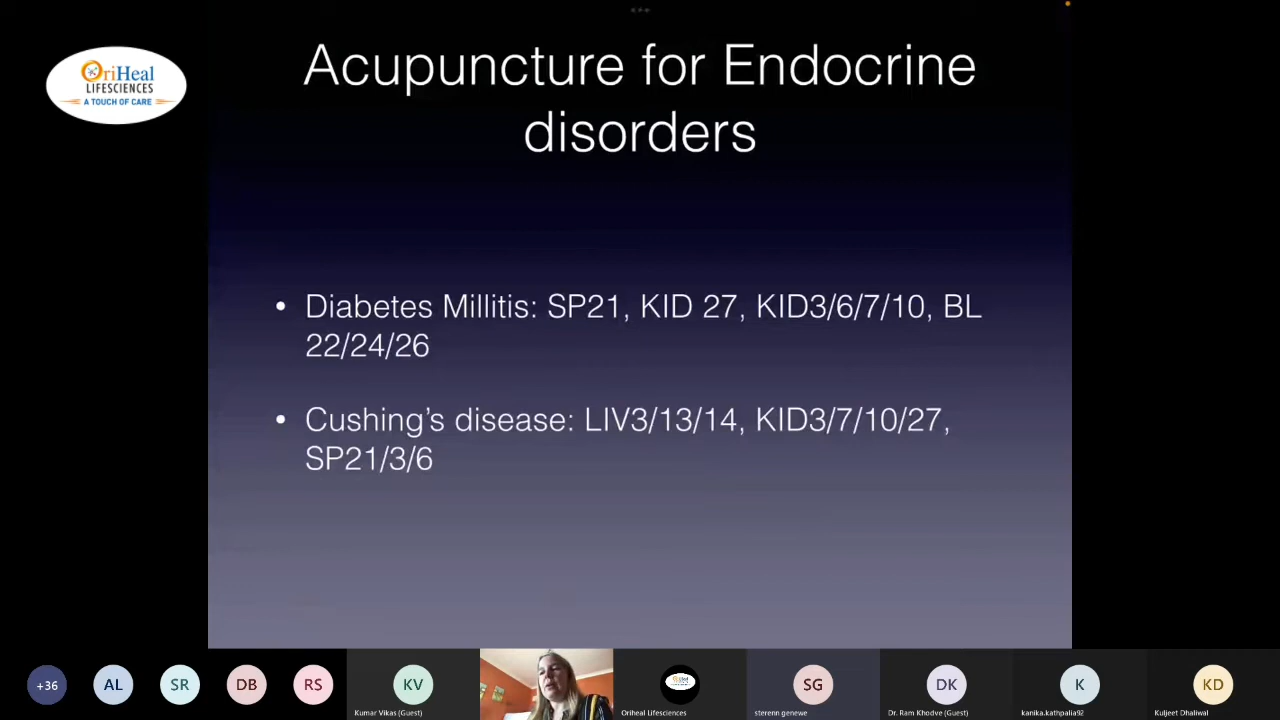 OriHeal
LIFESCIENCES
A TOUCH OF CARE
Acupuncture for Endocrine
disorders
• Diabetes Millitis: SP21, KID 27, KID3/6/7/10, BL
22/24/26
• Cushing’s disease: LIV3/13/14, KID3/7/10/27,
SP21/3/6
+36
AL
SR
DB
RS
KV
SG
DK
K
KD
Kumar Vikas (Guest)
Oriheal Lifesciences
sterenn genewe
Dr. Ram Khodve (Guest)
kanika.kathpalia92
Kuljeet Dhaliwal